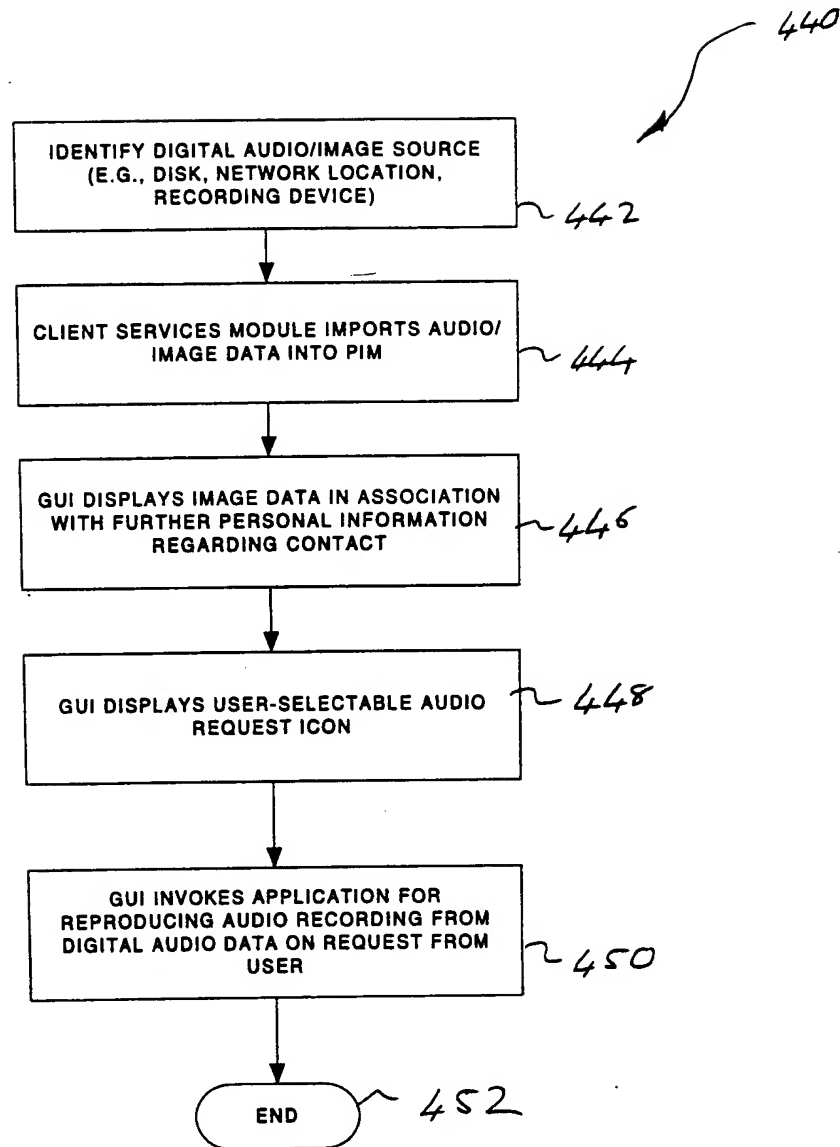 440
IDENTIFY DIGITAL AUDIO/IMAGE SOURCE
(E.G., DISK, NETWORK LOCATION,
RECORDING DEVICE)
442
CLIENT SERVICES MODULE IMPORTS AUDIO/
IMAGE DATA INTO PIM
444
GUI DISPLAYS IMAGE DATA IN ASSOCIATION
WITH FURTHER PERSONAL INFORMATION
REGARDING CONTACT
446
GUI DISPLAYS USER-SELECTABLE AUDIO
REQUEST ICON
448
GUI INVOKES APPLICATION FOR
REPRODUCING AUDIO RECORDING FROM
DIGITAL AUDIO DATA ON REQUEST FROM
USER
450
END
452